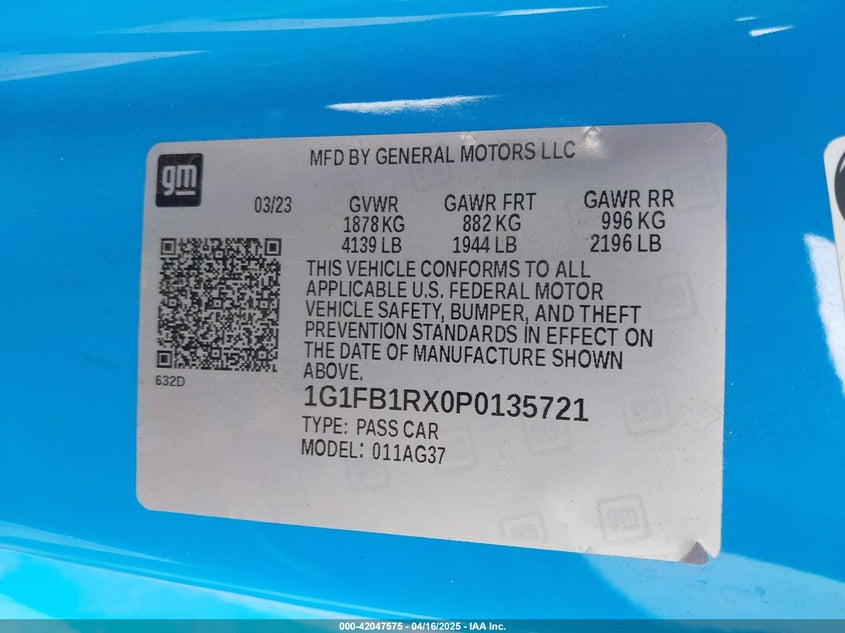 gm
MFD BY GENERAL MOTORS LLC
03/23 GVWR GAWR FRT GAWR RR
1878 KG 882 KG 996 KG
4139 LB 1944 LB 2196 LB
THIS VEHICLE CONFORMS TO ALL
APPLICABLE U.S. FEDERAL MOTOR
VEHICLE SAFETY, BUMPER, AND THEFT
PREVENTION STANDARDS IN EFFECT ON
THE DATE OF MANUFACTURE SHOWN
ABOVE.
632D
1G1FB1RX0P0135721
TYPE: PASS CAR
MODEL: 011AG37
gm
000-42047575 - 04/16/2025 - IAA Inc.